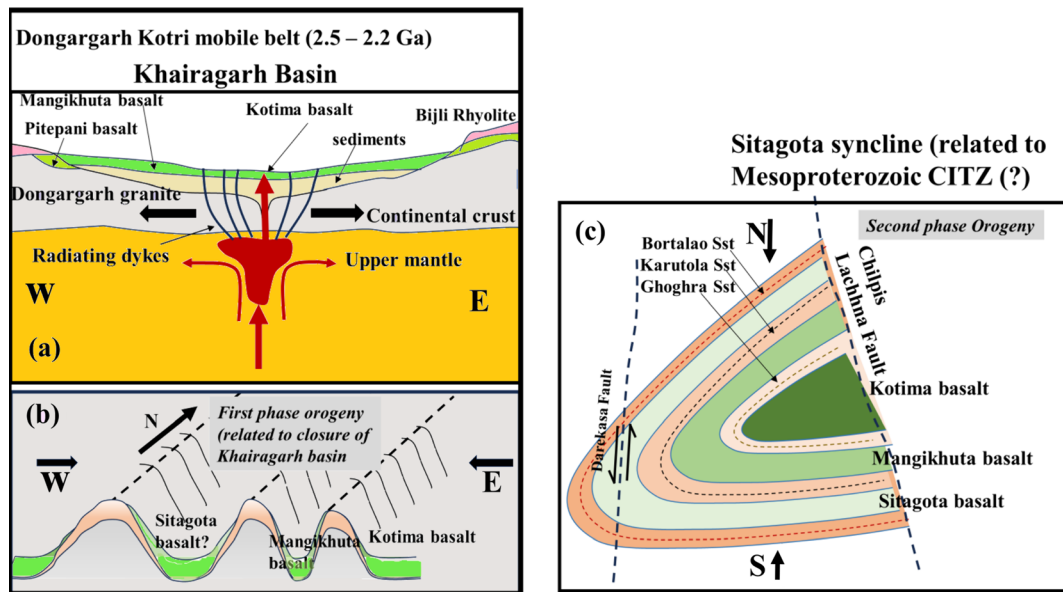 Dongargarh Kotri mobile belt (2.5 – 2.2 Ga)
Khairagarh Basin
Mangikhuta basalt
Kotima basalt
Bijli Rhyolite
Pitepani basalt
sediments
Dongargarh granite
Continental crust
Radiating dykes
Upper mantle
W
E
(a)
(b)
N
First phase orogeny
(related to closure of
Khairagarh basin
W
E
Sitagota
basalt?
Mangikhuta
basalt
Kotima basalt
Sitagota syncline (related to
Mesoproterozoic CITZ (?)
(c)
Second phase Orogeny
N
Bortalao Sst
Karutola Sst
Ghoghra Sst
Chilpis
Lachhna Fault
Kotima basalt
Darekasa Fault
Mangikhuta basalt
Sitagota basalt
S